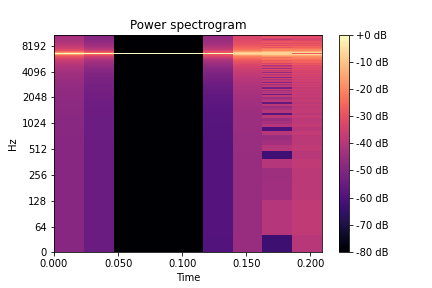 Power spectrogram
8192
4096
2048
1024
512
256
128
64
0
Hz
0.000 0.050 0.100 0.150 0.200
Time
+0 dB
-10 dB
-20 dB
-30 dB
-40 dB
-50 dB
-60 dB
-70 dB
-80 dB